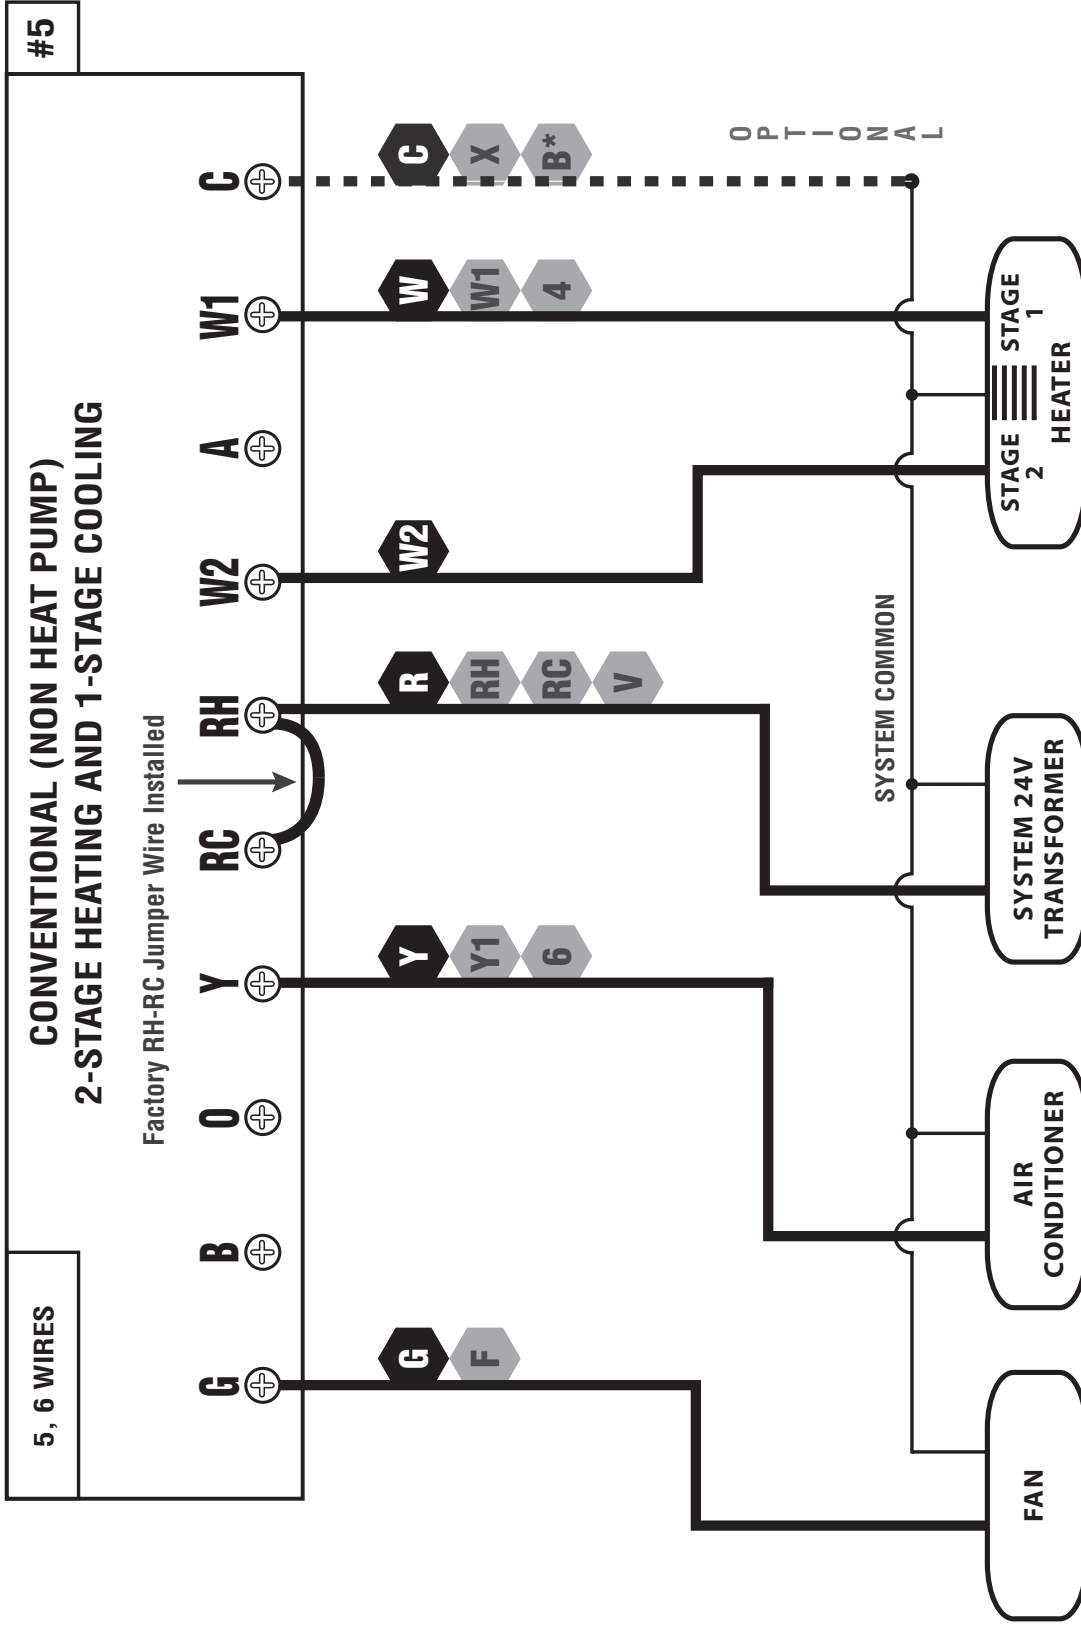 5, 6 WIRES
#5
CONVENTIONAL (NON HEAT PUMP)
2-STAGE HEATING AND 1-STAGE COOLING
Factory RH-RC Jumper Wire Installed
G
B
O
Y
RC
RH
W2
A
W1
C
G
F
Y
Y1
6
R
RH
RC
V
W2
W
W1
4
C
X
B*
OPTIONAL
SYSTEM COMMON
FAN
AIR
CONDITIONER
SYSTEM 24V
TRANSFORMER
STAGE
2
STAGE
1
HEATER